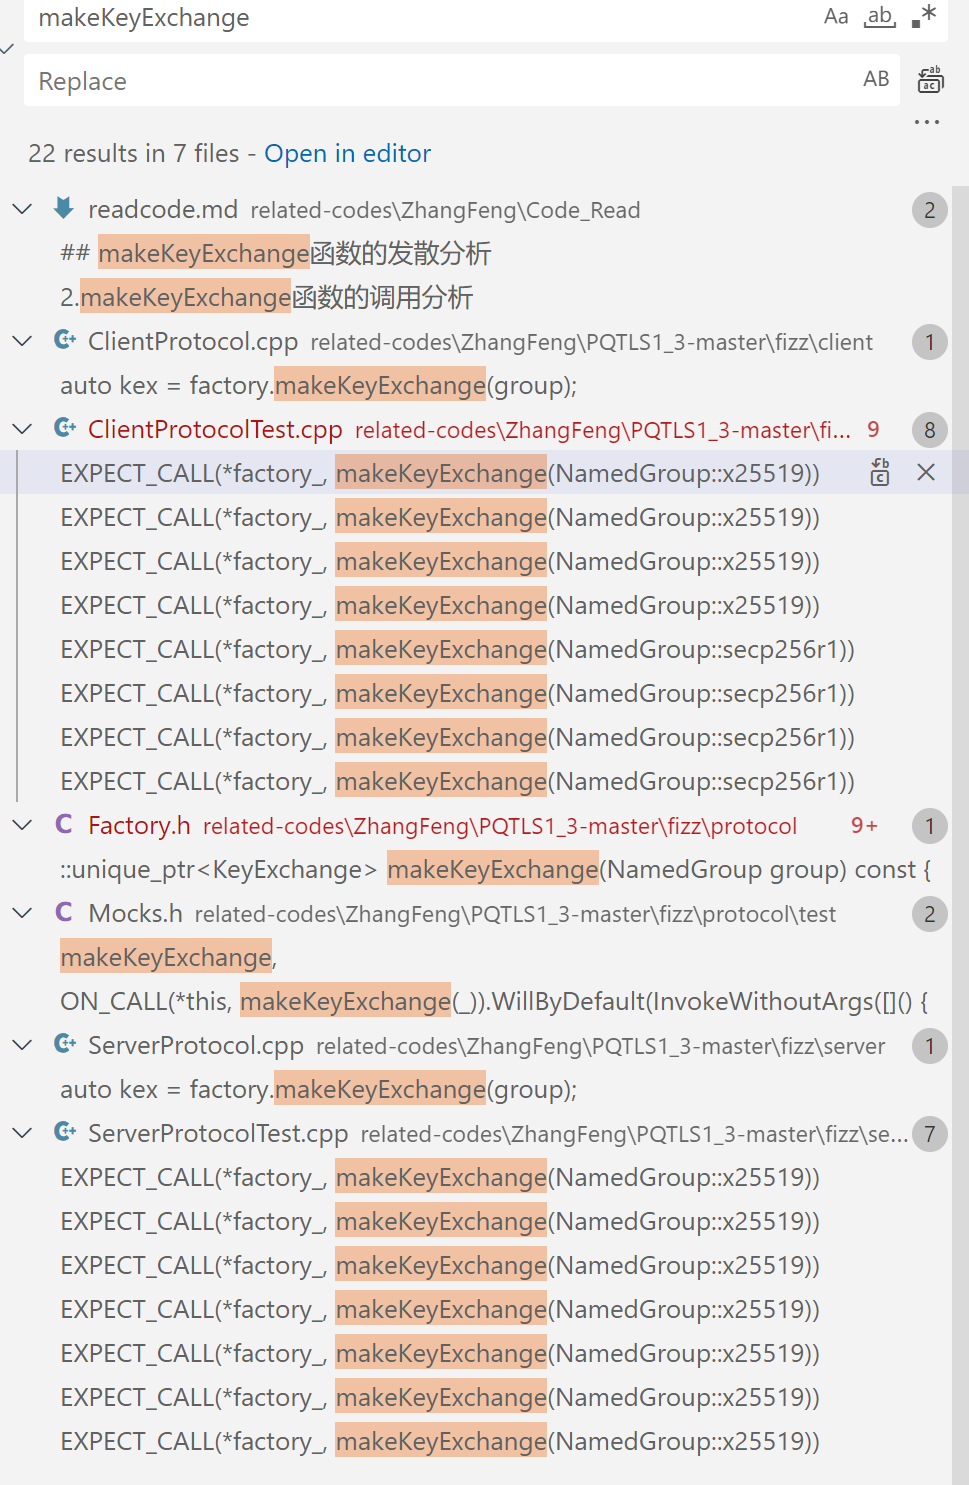 makeKeyExchange Aa ab .*
Replace AB
...
22 results in 7 files - Open in editor
readcode.md related-codes\ZhangFeng\Code_Read 2
## makeKeyExchange函数的发散分析
2.makeKeyExchange函数的调用分析
ClientProtocol.cpp related-codes\ZhangFeng\PQTLS1_3-master\fizz\client 1
auto kex = factory.makeKeyExchange(group);
ClientProtocolTest.cpp related-codes\ZhangFeng\PQTLS1_3-master\fi... 9 8
EXPECT_CALL(*factory_, makeKeyExchange(NamedGroup::x25519))
EXPECT_CALL(*factory_, makeKeyExchange(NamedGroup::x25519))
EXPECT_CALL(*factory_, makeKeyExchange(NamedGroup::x25519))
EXPECT_CALL(*factory_, makeKeyExchange(NamedGroup::x25519))
EXPECT_CALL(*factory_, makeKeyExchange(NamedGroup::secp256r1))
EXPECT_CALL(*factory_, makeKeyExchange(NamedGroup::secp256r1))
EXPECT_CALL(*factory_, makeKeyExchange(NamedGroup::secp256r1))
EXPECT_CALL(*factory_, makeKeyExchange(NamedGroup::secp256r1))
Factory.h related-codes\ZhangFeng\PQTLS1_3-master\fizz\protocol 9+ 1
::unique_ptr<KeyExchange> makeKeyExchange(NamedGroup group) const {
Mocks.h related-codes\ZhangFeng\PQTLS1_3-master\fizz\protocol\test 2
makeKeyExchange,
ON_CALL(*this, makeKeyExchange(_)).WillByDefault(InvokeWithoutArgs([]() {
ServerProtocol.cpp related-codes\ZhangFeng\PQTLS1_3-master\fizz\server 1
auto kex = factory.makeKeyExchange(group);
ServerProtocolTest.cpp related-codes\ZhangFeng\PQTLS1_3-master\fizz\se... 7
EXPECT_CALL(*factory_, makeKeyExchange(NamedGroup::x25519))
EXPECT_CALL(*factory_, makeKeyExchange(NamedGroup::x25519))
EXPECT_CALL(*factory_, makeKeyExchange(NamedGroup::x25519))
EXPECT_CALL(*factory_, makeKeyExchange(NamedGroup::x25519))
EXPECT_CALL(*factory_, makeKeyExchange(NamedGroup::x25519))
EXPECT_CALL(*factory_, makeKeyExchange(NamedGroup::x25519))
EXPECT_CALL(*factory_, makeKeyExchange(NamedGroup::x25519))